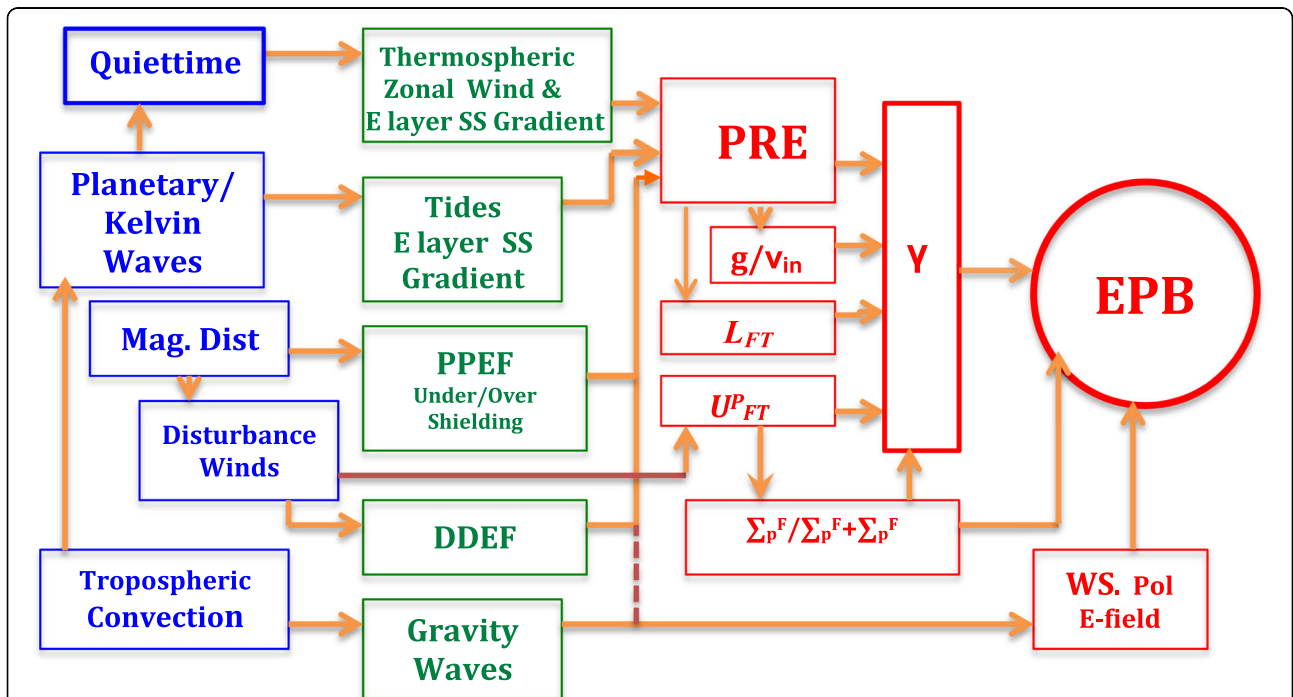 Quiettime
Thermospheric
Zonal Wind &
E layer SS Gradient
PRE
Planetary/
Kelvin
Waves
Tides
E layer SS
Gradient
g/νin
γ
EPB
Mag. Dist
PPEF
Under/Over
Shielding
LFT
UPFT
Disturbance
Winds
DDEF
∑pF/∑pF+∑pF
Tropospheric
Convection
Gravity
Waves
WS. Pol
E-field